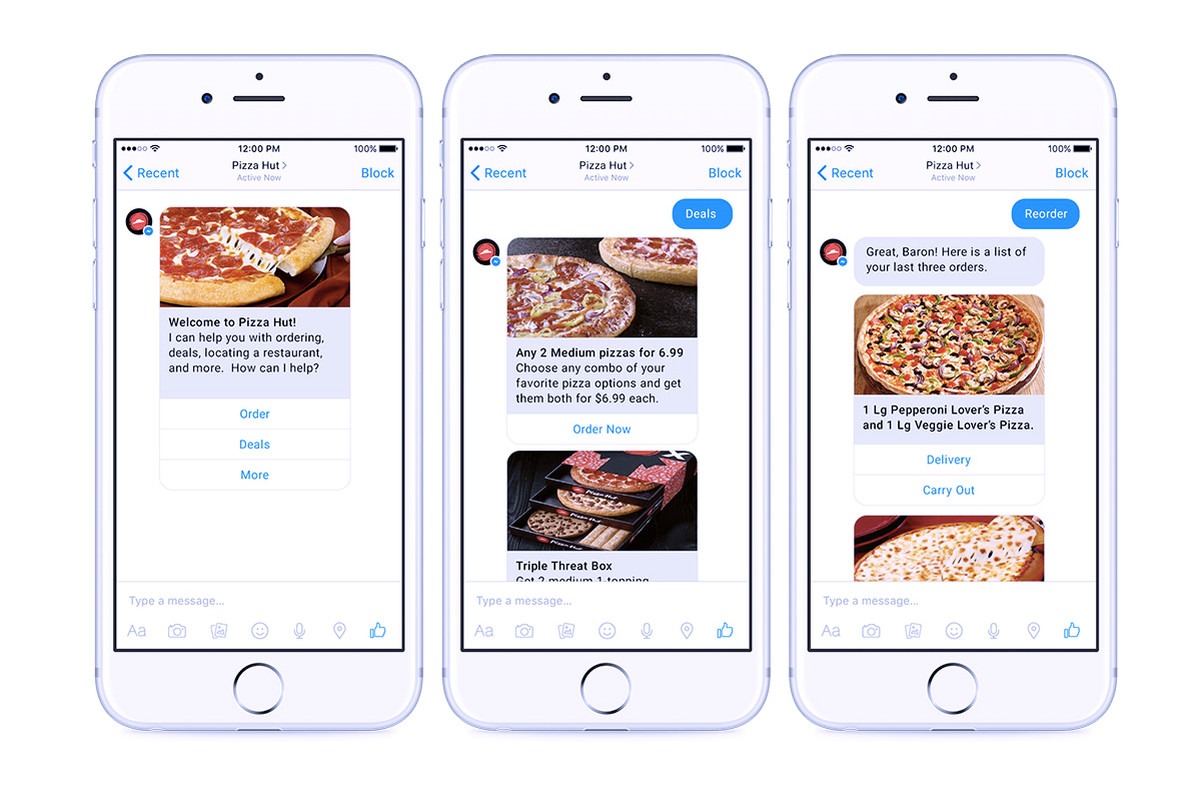 12:00 PM
100%
Recent
Pizza Hut
Active Now
Block
Welcome to Pizza Hut!
I can help you with ordering,
deals, locating a restaurant,
and more. How can I help?
Order
Deals
More
Type a message...
Aa
12:00 PM
100%
Recent
Pizza Hut
Active Now
Block
Deals
Any 2 Medium pizzas for 6.99
Choose any combo of your
favorite pizza options and get
them both for $6.99 each.
Order Now
Pizza Hut
Pizza Hut
Pizza Hut
Triple Threat Box
Get 2 medium 1-topping
Type a message...
Aa
12:00 PM
100%
Recent
Pizza Hut
Active Now
Block
Reorder
Great, Baron! Here is a list of
your last three orders.
1 Lg Pepperoni Lover's Pizza
and 1 Lg Veggie Lover's Pizza.
Delivery
Carry Out
Type a message...
Aa